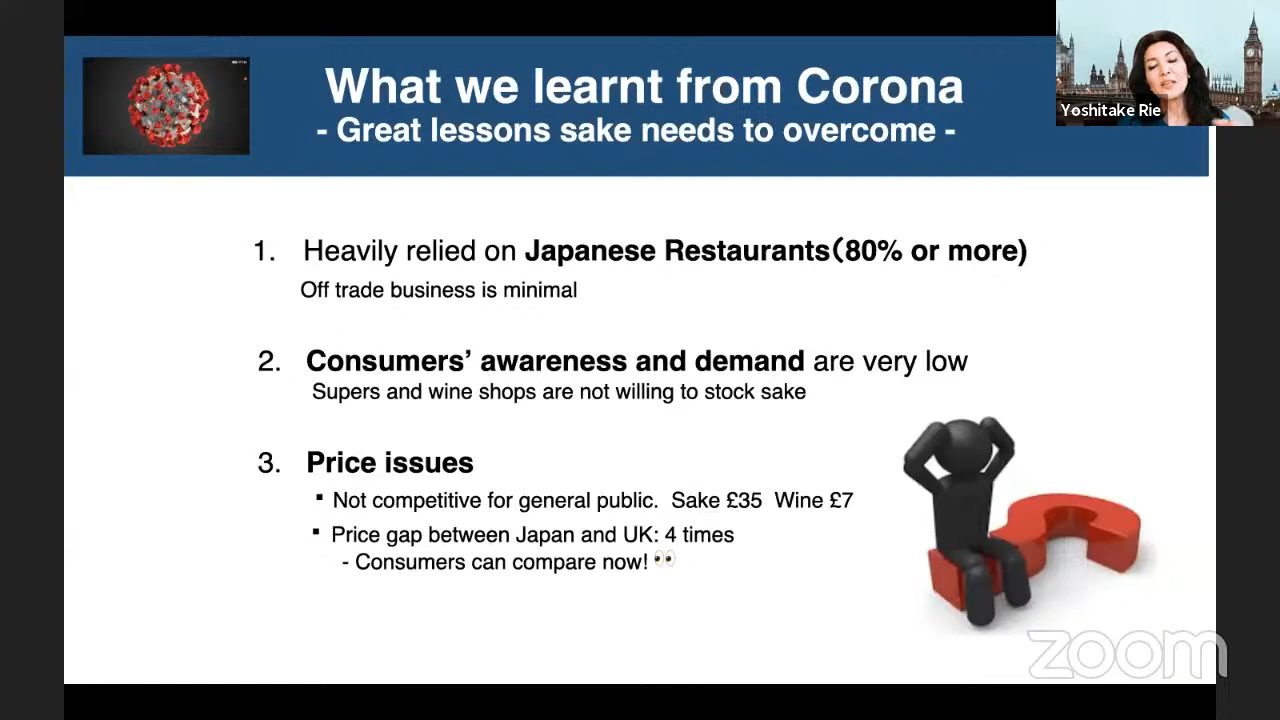 What we learnt from Corona
- Great lessons sake needs to overcome -
Yoshitake Rie
1. Heavily relied on Japanese Restaurants(80% or more)
Off trade business is minimal
2. Consumers’ awareness and demand are very low
Supers and wine shops are not willing to stock sake
3. Price issues
▪ Not competitive for general public. Sake £35 Wine £7
▪ Price gap between Japan and UK: 4 times
- Consumers can compare now! 👀
zoom